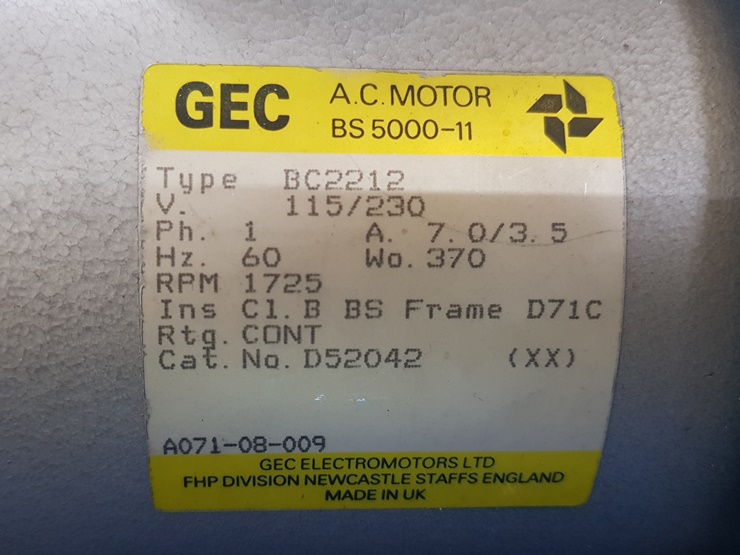 GEC
A.C. MOTOR
BS 5000-11
Type BC2212
V. 115/230
Ph. 1 A. 7.0/3.5
Hz. 60 Wo. 370
RPM 1725
Ins Cl. B BS Frame D71C
Rtg. CONT
Cat. No. D52042 (XX)
A071-08-009
GEC ELECTROMOTORS LTD
FHP DIVISION NEWCASTLE STAFFS ENGLAND
MADE IN UK